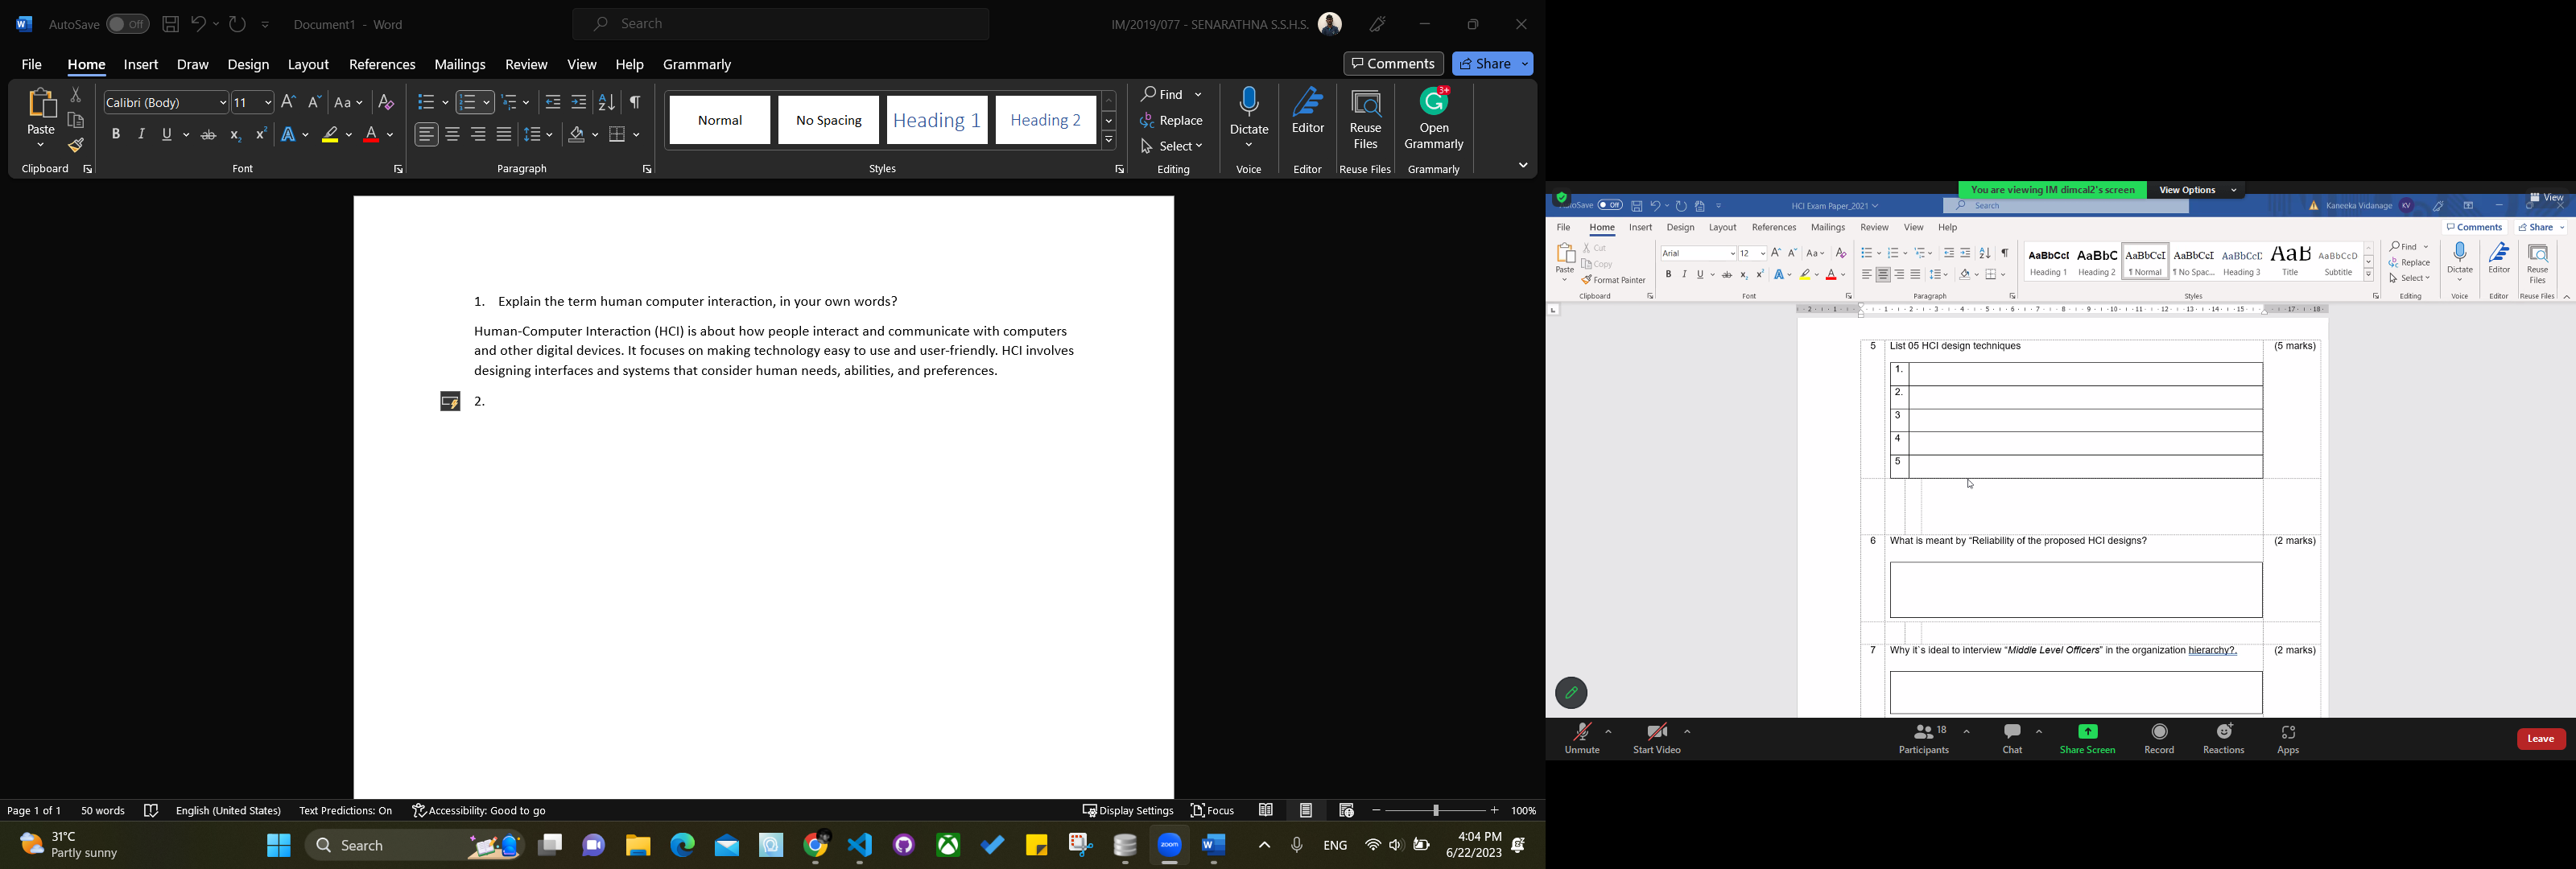 AutoSave Off Document1 - Word Search IM/2019/077 - SENARATHNA S.S.H.S.
File Home Insert Draw Design Layout References Mailings Review View Help Grammarly Comments Share
Calibri (Body) 11 Aa Find
Paste Normal No Spacing Heading 1 Heading 2 Replace Dictate Editor Reuse Files Open Grammarly
Select
Clipboard Font Paragraph Styles Editing Voice Editor Reuse Files Grammarly
1. Explain the term human computer interaction, in your own words?
Human-Computer Interaction (HCI) is about how people interact and communicate with computers
and other digital devices. It focuses on making technology easy to use and user-friendly. HCI involves
designing interfaces and systems that consider human needs, abilities, and preferences.
2.
Page 1 of 1 50 words English (United States) Text Predictions: On Accessibility: Good to go Display Settings Focus 100%
31°C
Partly sunny
Search
zoom
ENG
4:04 PM
6/22/2023
You are viewing IM dimcal2's screen View Options
View
Off HCI Exam Paper_2021 Search Kaneeka Vidanage KV
File Home Insert Design Layout References Mailings Review View Help Comments Share
Cut
Copy
Format Painter
Paste
Arial 12 Aa
AaBbCcI AaBbC AaBbCcI AaBbCcI AaBbCcI AaB AaBbCcD
Heading 1 Heading 2 ¶ Normal ¶ No Spac... Heading 3 Title Subtitle
Find
Replace
Select
Dictate Editor Reuse Files
Clipboard Font Paragraph Styles Editing Voice Editor Reuse Files
5 List 05 HCI design techniques (5 marks)
1.
2.
3
4
5
6 What is meant by “Reliability of the proposed HCI designs? (2 marks)
7 Why it`s ideal to interview “Middle Level Officers” in the organization hierarchy?. (2 marks)
Unmute Start Video Participants 18 Chat Share Screen Record Reactions Apps Leave